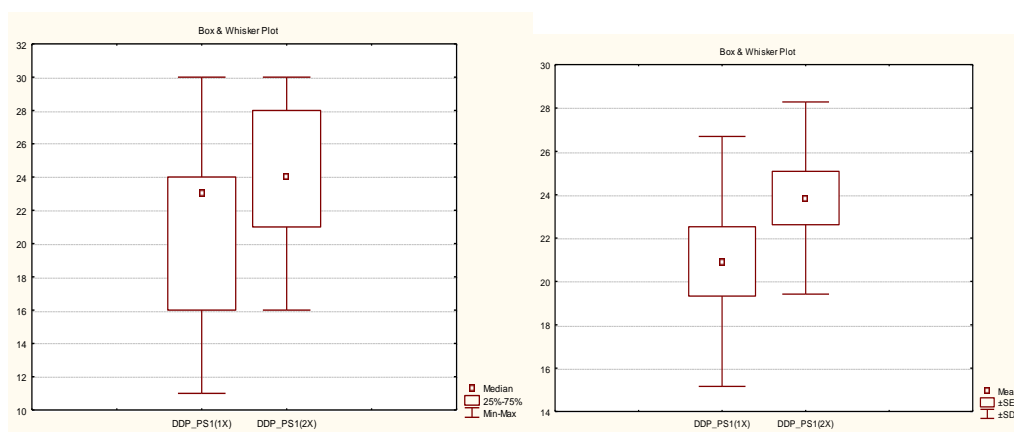 Box & Whisker Plot
32
30
28
26
24
22
20
18
16
14
12
10
DDP_PS1(1X) DDP_PS1(2X)
Median
25%-75%
Min-Max
Box & Whisker Plot
30
28
26
24
22
20
18
16
14
DDP_PS1(1X) DDP_PS1(2X)
Mea
±SE
±SD